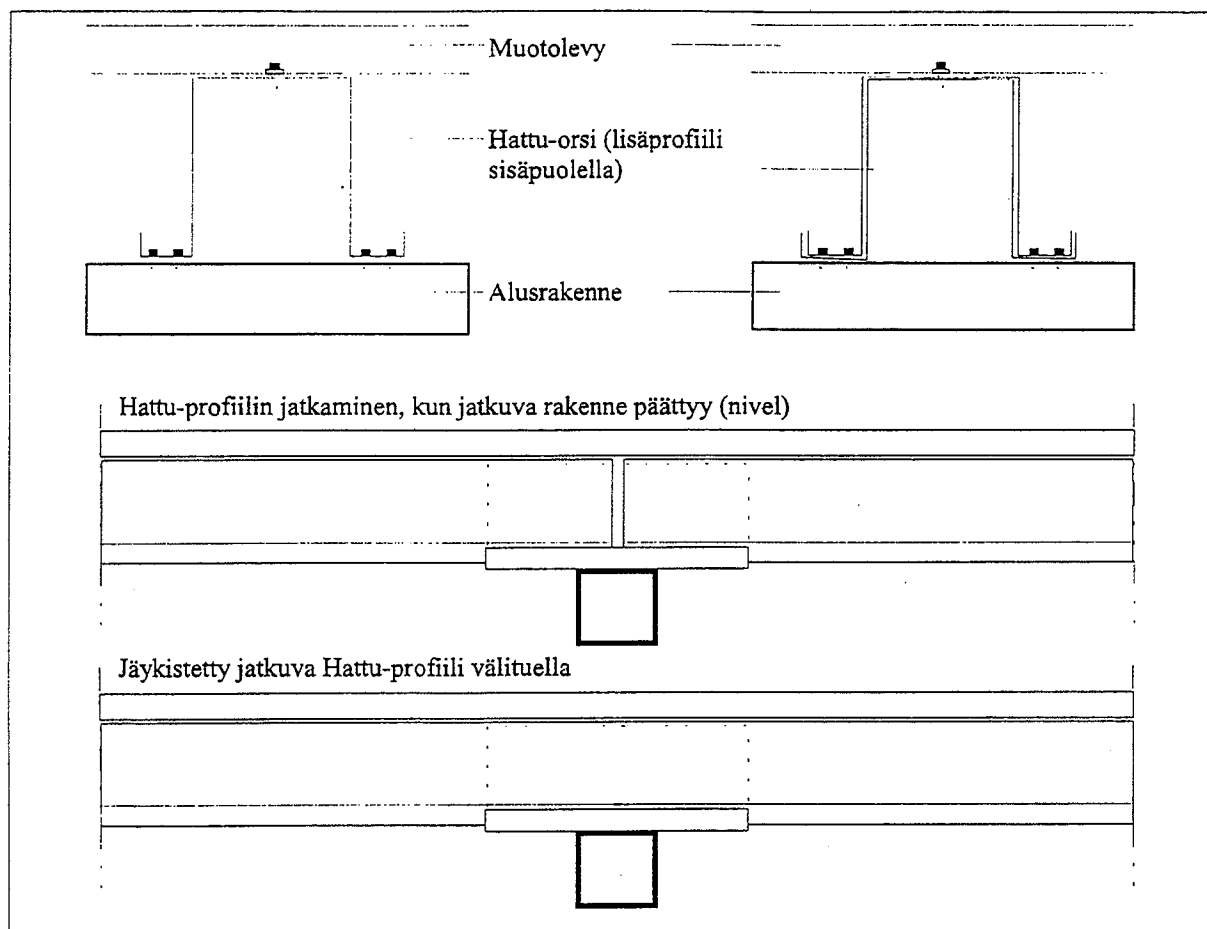 Muotolevy
Hattu-orsi (lisäprofiili
sisäpuolella)
Alusrakenne
Hattu-profiilin jatkaminen, kun jatkuva rakenne päättyy (nivel)
Jäykistetty jatkuva Hattu-profiili välituella